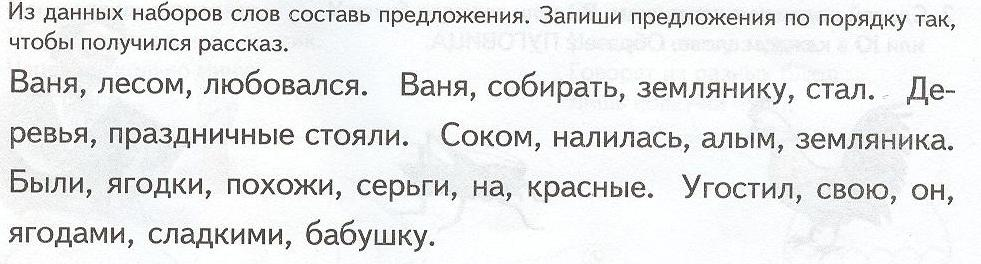 Из данных наборов слов составь предложения. Запиши предложения по порядку так,
чтобы получился рассказ.
Ваня, лесом, любовался. Ваня, собирать, землянику, стал. Де-
ревья, праздничные стояли. Соком, налилась, алым, земляника.
Были, ягодки, похожи, серьги, на, красные. Угостил, свою, он,
ягодами, сладкими, бабушку.